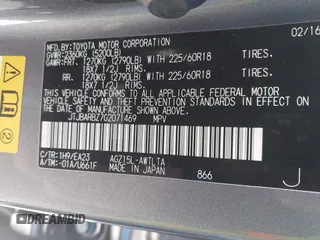 02/16
MFD. BY: TOYOTA MOTOR CORPORATION
GVWR: 2360KG (5200LB)
GAWR: FRT. 1270KG (2790LB) WITH 225/60R18 TIRES.
18X7 1/2J RIMS.
RR. 1270KG (2790LB) WITH 225/60R18 TIRES.
18X7 1/2J RIMS.
THIS VEHICLE CONFORMS TO ALL APPLICABLE FEDERAL MOTOR
VEHICLE SAFETY, BUMPER, AND THEFT PREVENTION STANDARDS
IN EFFECT ON THE DATE OF MANUFACTURE SHOWN ABOVE.
JTJBARBZ7G2071469 MPV
C/TR: 1H9/EA23 AGZ15L-AWTLTA
A/TM: -01A/U661F MADE IN JAPAN 866
J
bidhistory.org